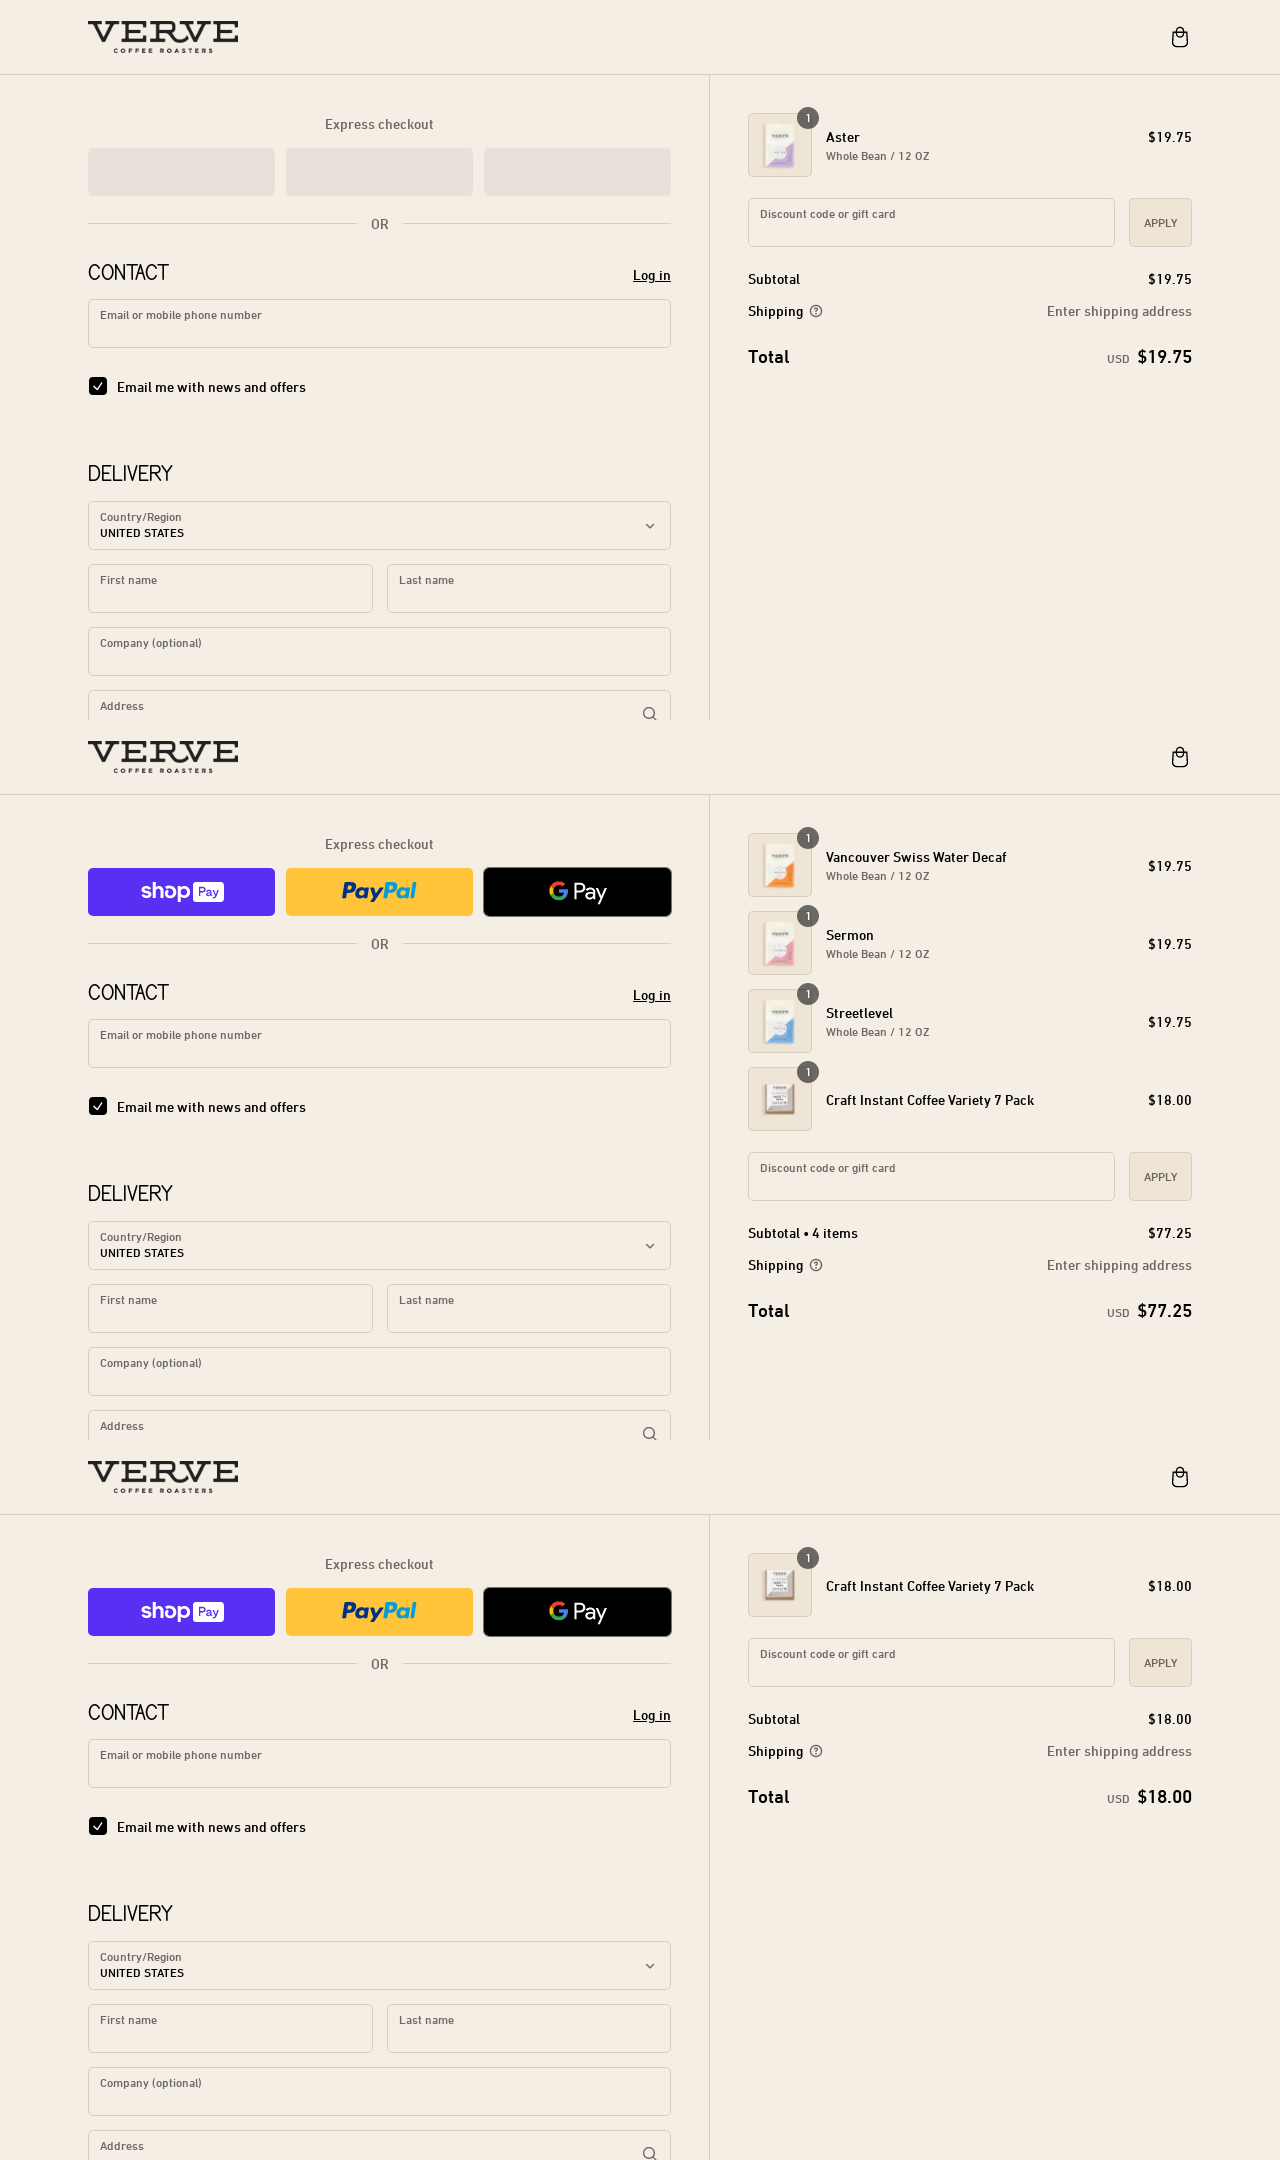 VERVE
COFFEE ROASTERS
Express checkout
OR
CONTACT
Log in
Email or mobile phone number
Email me with news and offers
DELIVERY
Country/Region
UNITED STATES
First name
Last name
Company (optional)
Address
1
Aster
$19.75
Whole Bean / 12 OZ
Discount code or gift card
APPLY
Subtotal
$19.75
Shipping
Enter shipping address
Total
USD $19.75
VERVE
COFFEE ROASTERS
Express checkout
shop Pay
PayPal
G Pay
OR
CONTACT
Log in
Email or mobile phone number
Email me with news and offers
DELIVERY
Country/Region
UNITED STATES
First name
Last name
Company (optional)
Address
1
Vancouver Swiss Water Decaf
Whole Bean / 12 OZ
$19.75
1
Sermon
Whole Bean / 12 OZ
$19.75
1
Streetlevel
Whole Bean / 12 OZ
$19.75
1
Craft Instant Coffee Variety 7 Pack
$18.00
Discount code or gift card
APPLY
Subtotal • 4 items
$77.25
Shipping
Enter shipping address
Total
USD $77.25
VERVE
COFFEE ROASTERS
Express checkout
shop Pay
PayPal
G Pay
OR
CONTACT
Log in
Email or mobile phone number
Email me with news and offers
DELIVERY
Country/Region
UNITED STATES
First name
Last name
Company (optional)
Address
1
Craft Instant Coffee Variety 7 Pack
$18.00
Discount code or gift card
APPLY
Subtotal
$18.00
Shipping
Enter shipping address
Total
USD $18.00